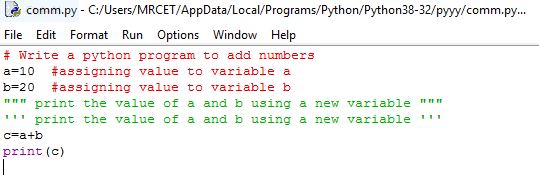 comm.py - C:/Users/MRCET/AppData/Local/Programs/Python/Python38-32/pyyy/comm.py...
File Edit Format Run Options Window Help
# Write a python program to add numbers
a=10  #assigning value to variable a
b=20  #assigning value to variable b
""" print the value of a and b using a new variable """
''' print the value of a and b using a new variable '''
c=a+b
print(c)